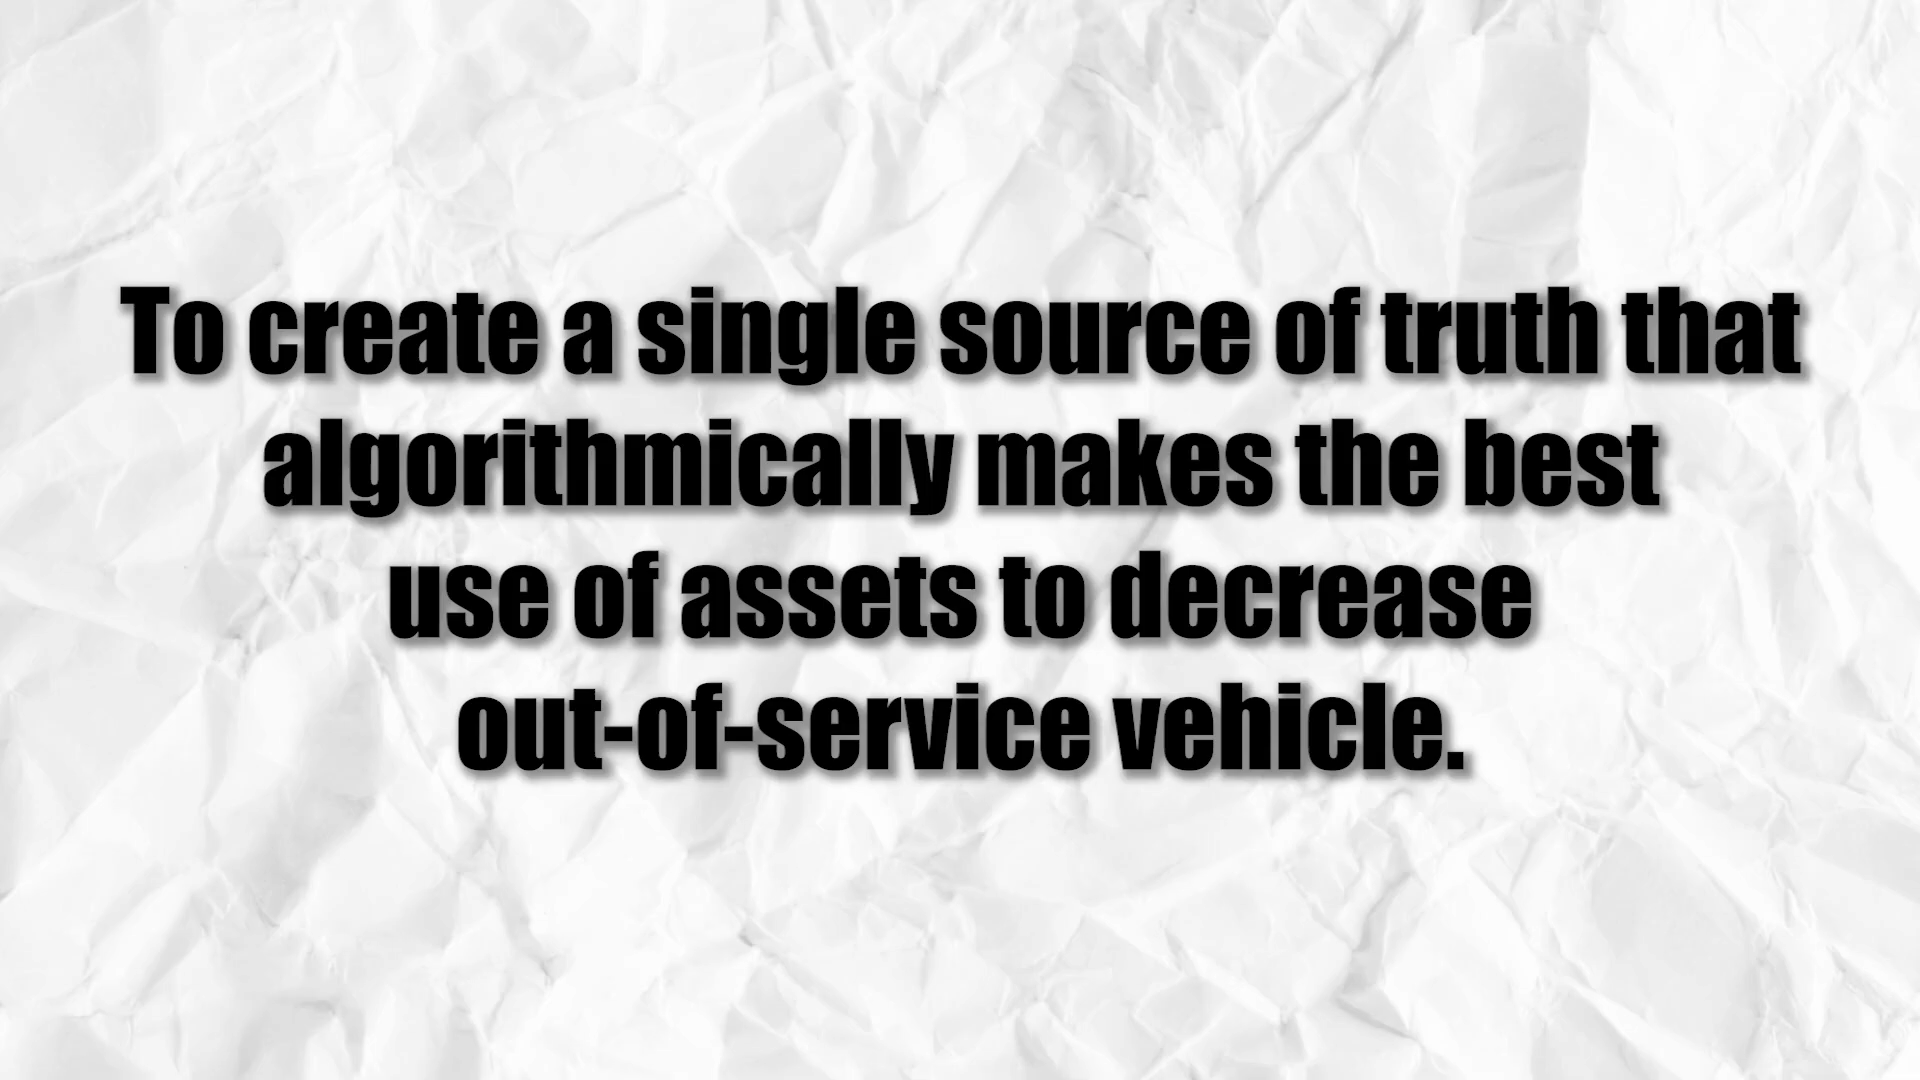 To create a single source of truth that
algorithmically makes the best
use of assets to decrease
out-of-service vehicle.